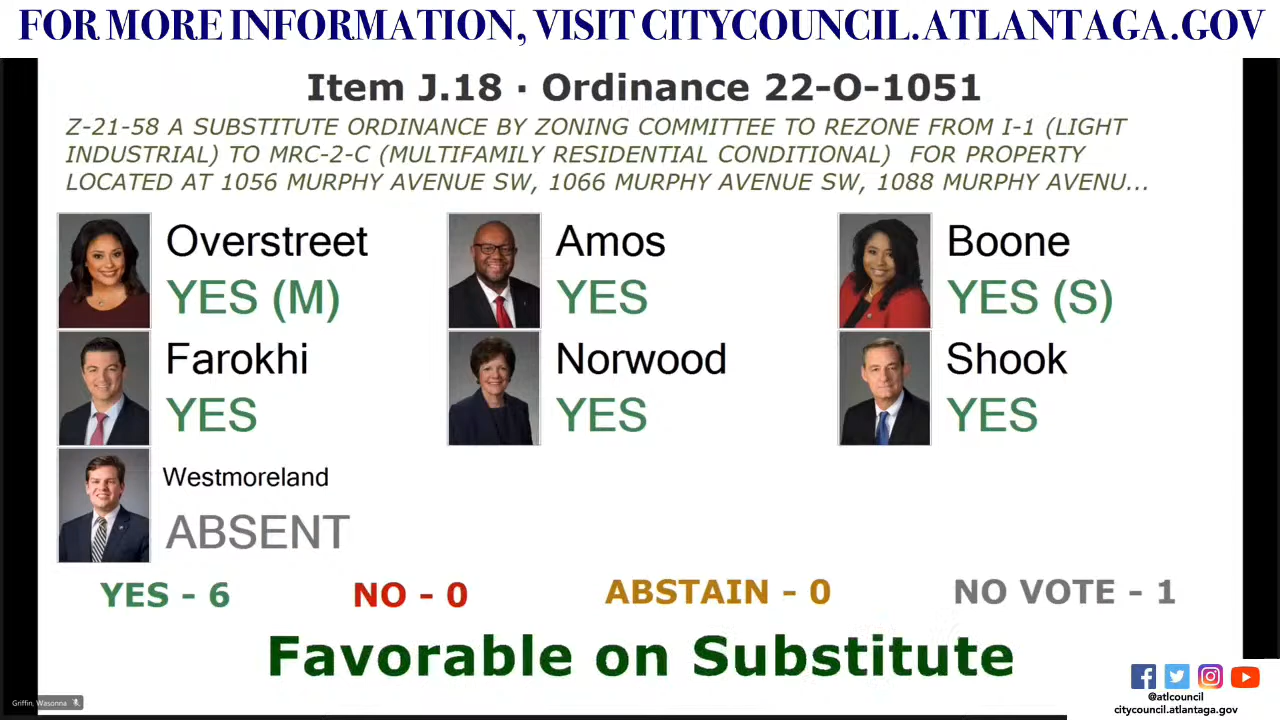 FOR MORE INFORMATION, VISIT CITYCOUNCIL.ATLANTAGA.GOV
Item J.18 · Ordinance 22-O-1051
Z-21-58 A SUBSTITUTE ORDINANCE BY ZONING COMMITTEE TO REZONE FROM I-1 (LIGHT
INDUSTRIAL) TO MRC-2-C (MULTIFAMILY RESIDENTIAL CONDITIONAL) FOR PROPERTY
LOCATED AT 1056 MURPHY AVENUE SW, 1066 MURPHY AVENUE SW, 1088 MURPHY AVENU...
Overstreet
YES (M)
Amos
YES
Boone
YES (S)
Farokhi
YES
Norwood
YES
Shook
YES
Westmoreland
ABSENT
YES - 6
NO - 0
ABSTAIN - 0
NO VOTE - 1
Favorable on Substitute
@atlcouncil
citycouncil.atlantaga.gov
Griffin, Wasonna